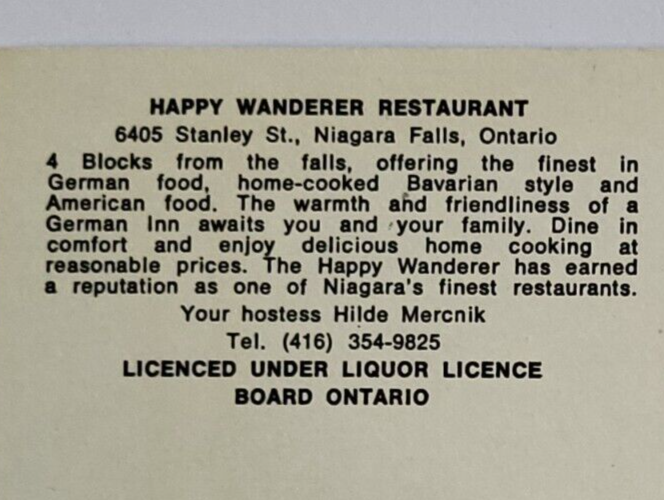 HAPPY WANDERER RESTAURANT
6405 Stanley St., Niagara Falls, Ontario
4 Blocks from the falls, offering the finest in
German food, home-cooked Bavarian style and
American food. The warmth and friendliness of a
German Inn awaits you and your family. Dine in
comfort and enjoy delicious home cooking at
reasonable prices. The Happy Wanderer has earned
a reputation as one of Niagara's finest restaurants.
Your hostess Hilde Mercnik
Tel. (416) 354-9825
LICENCED UNDER LIQUOR LICENCE
BOARD ONTARIO